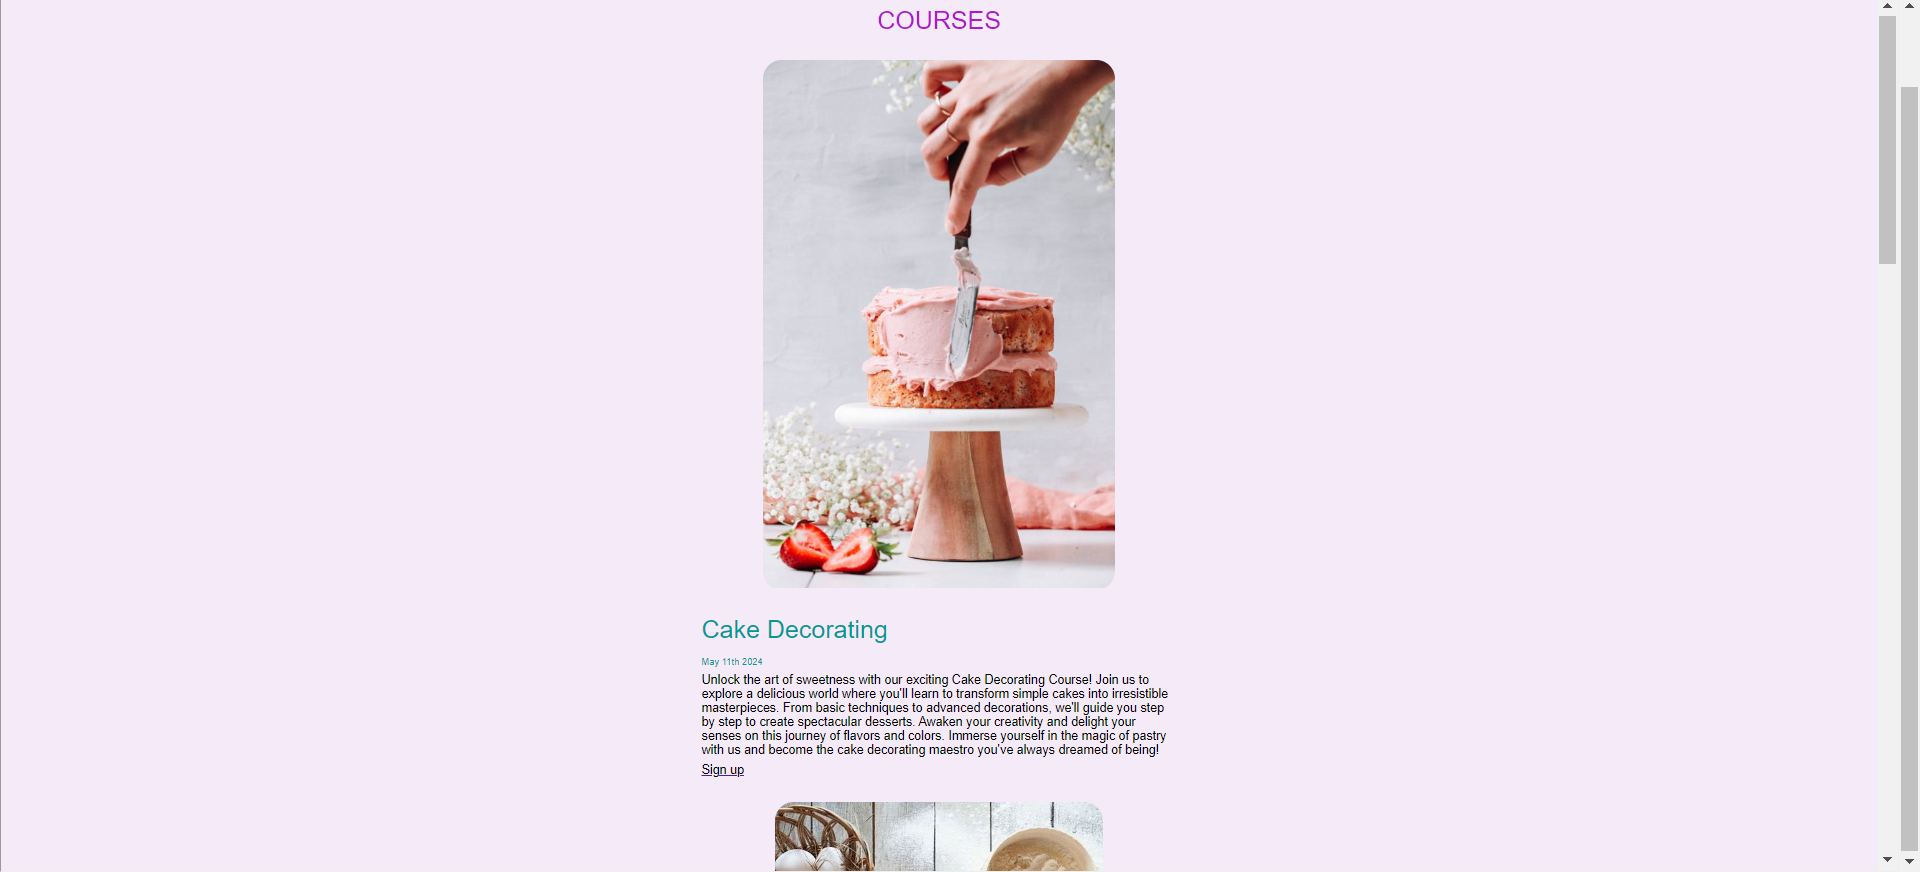 COURSES
Cake Decorating
May 11th 2024
Unlock the art of sweetness with our exciting Cake Decorating Course! Join us to
explore a delicious world where you'll learn to transform simple cakes into irresistible
masterpieces. From basic techniques to advanced decorations, we'll guide you step
by step to create spectacular desserts. Awaken your creativity and delight your
senses on this journey of flavors and colors. Immerse yourself in the magic of pastry
with us and become the cake decorating maestro you've always dreamed of being!
Sign up